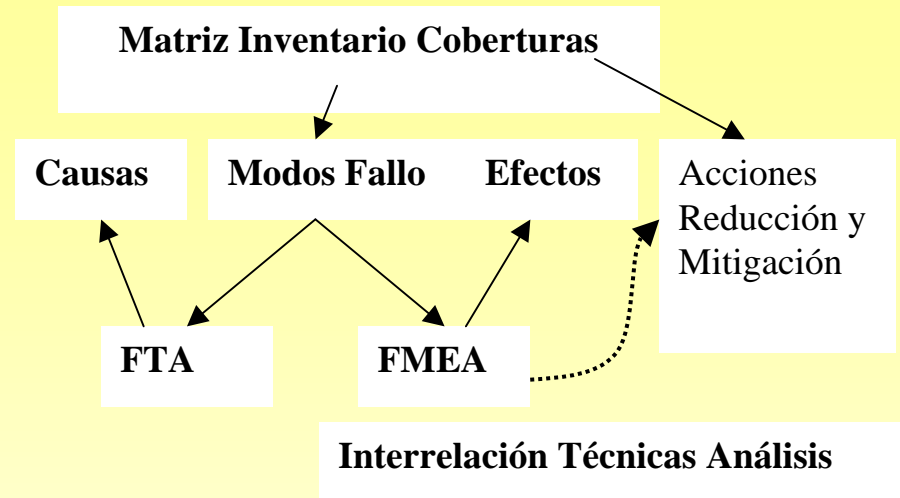 Matriz Inventario Coberturas
Causas
Modos Fallo Efectos
Acciones
Reducción y
Mitigación
FTA
FMEA
Interrelación Técnicas Análisis